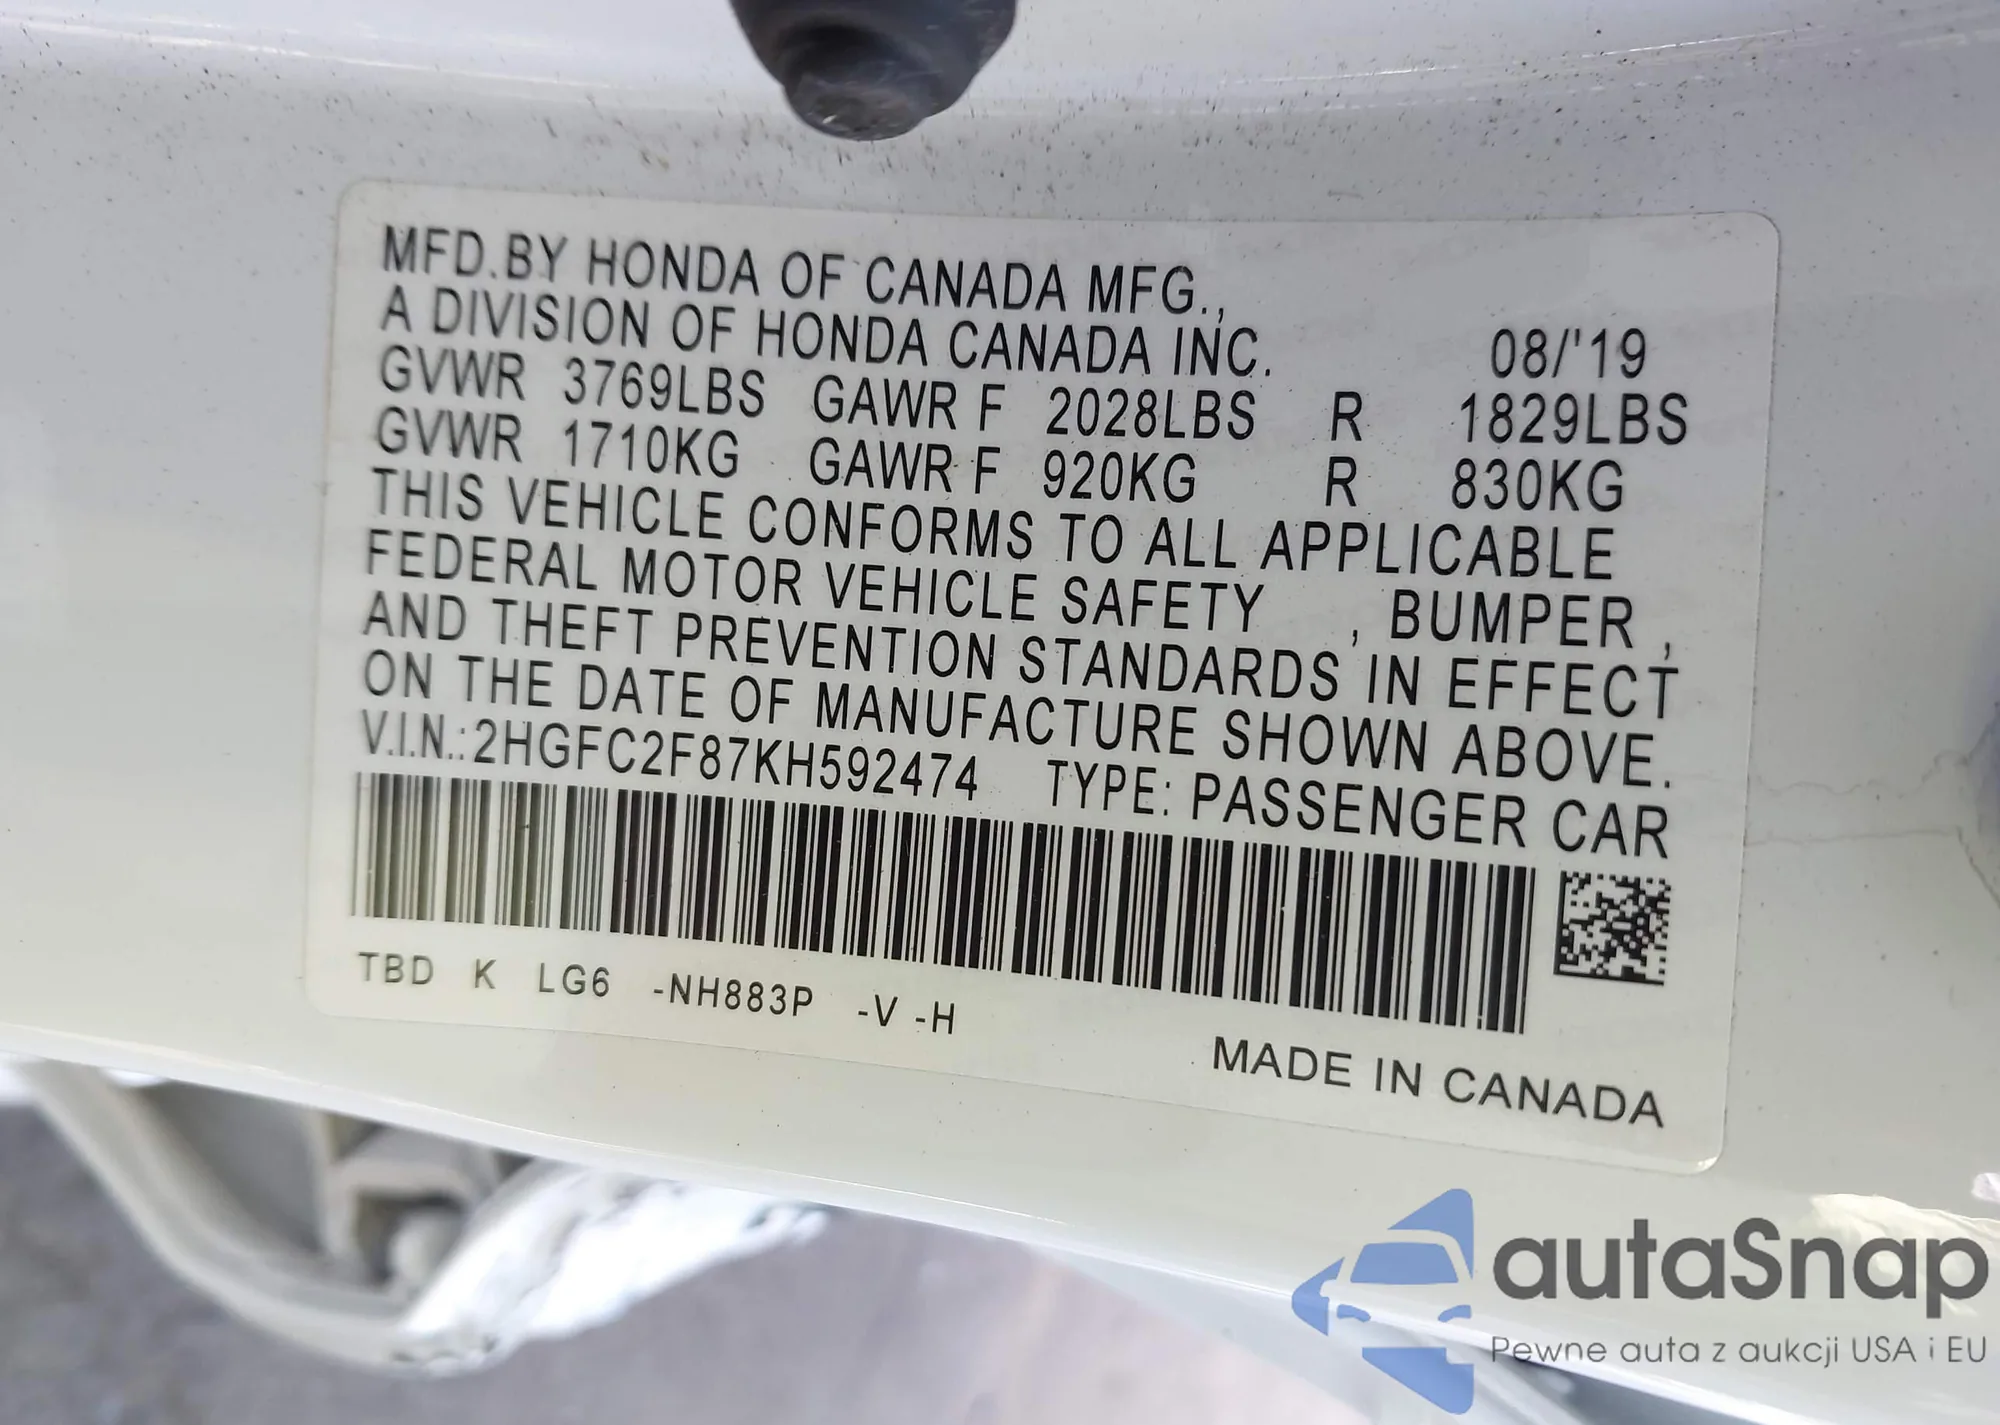 MFD.BY HONDA OF CANADA MFG.,
A DIVISION OF HONDA CANADA INC. 08/'19
GVWR 3769LBS GAWR F 2028LBS R 1829LBS
GVWR 1710KG GAWR F 920KG R 830KG
THIS VEHICLE CONFORMS TO ALL APPLICABLE
FEDERAL MOTOR VEHICLE SAFETY , BUMPER ,
AND THEFT PREVENTION STANDARDS IN EFFECT
ON THE DATE OF MANUFACTURE SHOWN ABOVE.
V.I.N.:2HGFC2F87KH592474 TYPE: PASSENGER CAR
TBD K LG6 -NH883P -V -H
MADE IN CANADA
autaSnap
Pewne auta z aukcji USA i EU